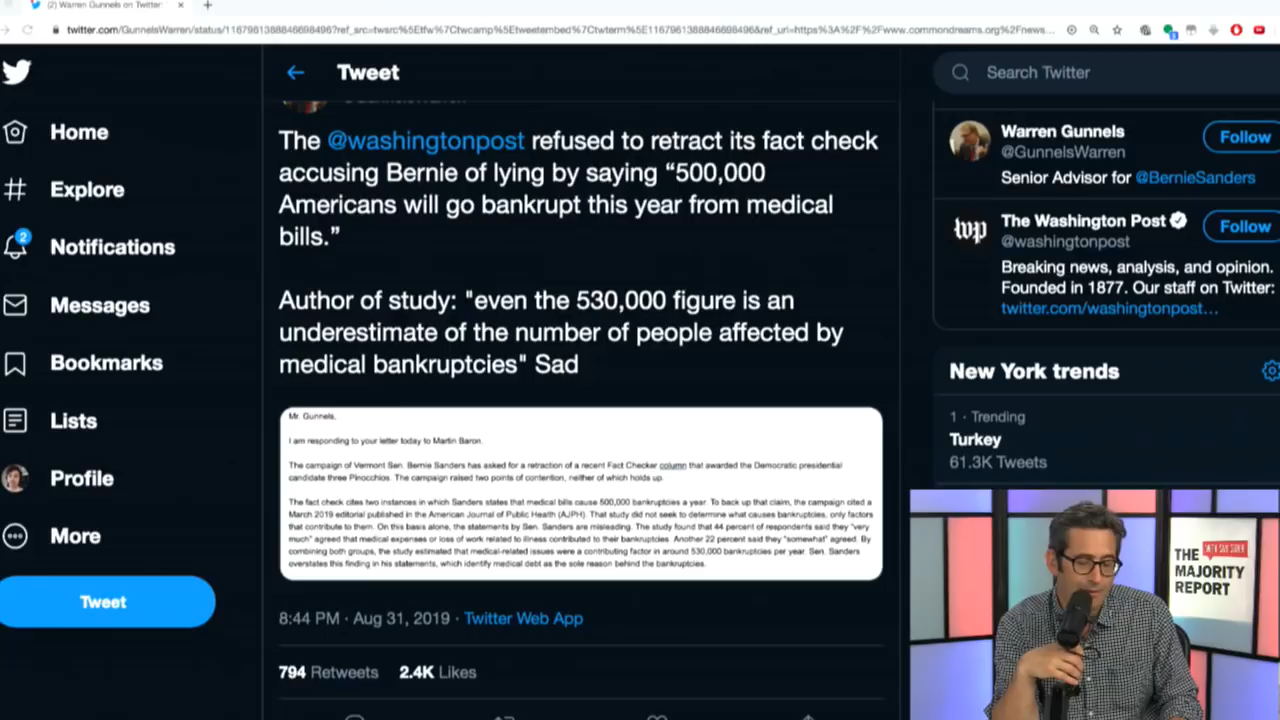 (2) Warren Gunnels on Twitter:
twitter.com/GunnelsWarren/status/1167961388846698496?ref_src=twsrc%5Etfw%7Ctwcamp%5Etweetembed%7Ctwterm%5E1167961388846698496&ref_url=https%3A%2F%2Fwww.commondreams.org%2Fnews...
Tweet
Search Twitter
Home
Explore
2
Notifications
Messages
Bookmarks
Lists
Profile
More
Tweet
The @washingtonpost refused to retract its fact check
accusing Bernie of lying by saying “500,000
Americans will go bankrupt this year from medical
bills.”
Author of study: "even the 530,000 figure is an
underestimate of the number of people affected by
medical bankruptcies" Sad
Mr. Gunnels,
I am responding to your letter today to Martin Baron.
The campaign of Vermont Sen. Bernie Sanders has asked for a retraction of a recent Fact Checker column that awarded the Democratic presidential
candidate three Pinocchios. The campaign raised two points of contention, neither of which holds up.
The fact check cites two instances in which Sanders states that medical bills cause 500,000 bankruptcies a year. To back up that claim, the campaign cited a
March 2019 editorial published in the American Journal of Public Health (AJPH). That study did not seek to determine what causes bankruptcies, only factors
that contribute to them. On this basis alone, the statements by Sen. Sanders are misleading. The study found that 44 percent of respondents said they "very
much" agreed that medical expenses or loss of work related to illness contributed to their bankruptcies. Another 22 percent said they "somewhat" agreed. By
combining both groups, the study estimated that medical-related issues were a contributing factor in around 530,000 bankruptcies per year. Sen. Sanders
overstates this finding in his statements, which identify medical debt as the sole reason behind the bankruptcies.
8:44 PM · Aug 31, 2019 · Twitter Web App
794 Retweets 2.4K Likes
Warren Gunnels
@GunnelsWarren
Follow
Senior Advisor for @BernieSanders
The Washington Post
@washingtonpost
Follow
wp
Breaking news, analysis, and opinion.
Founded in 1877. Our staff on Twitter:
twitter.com/washingtonpost…
New York trends
1 · Trending
Turkey
61.3K Tweets
THE
MAJORITY
REPORT